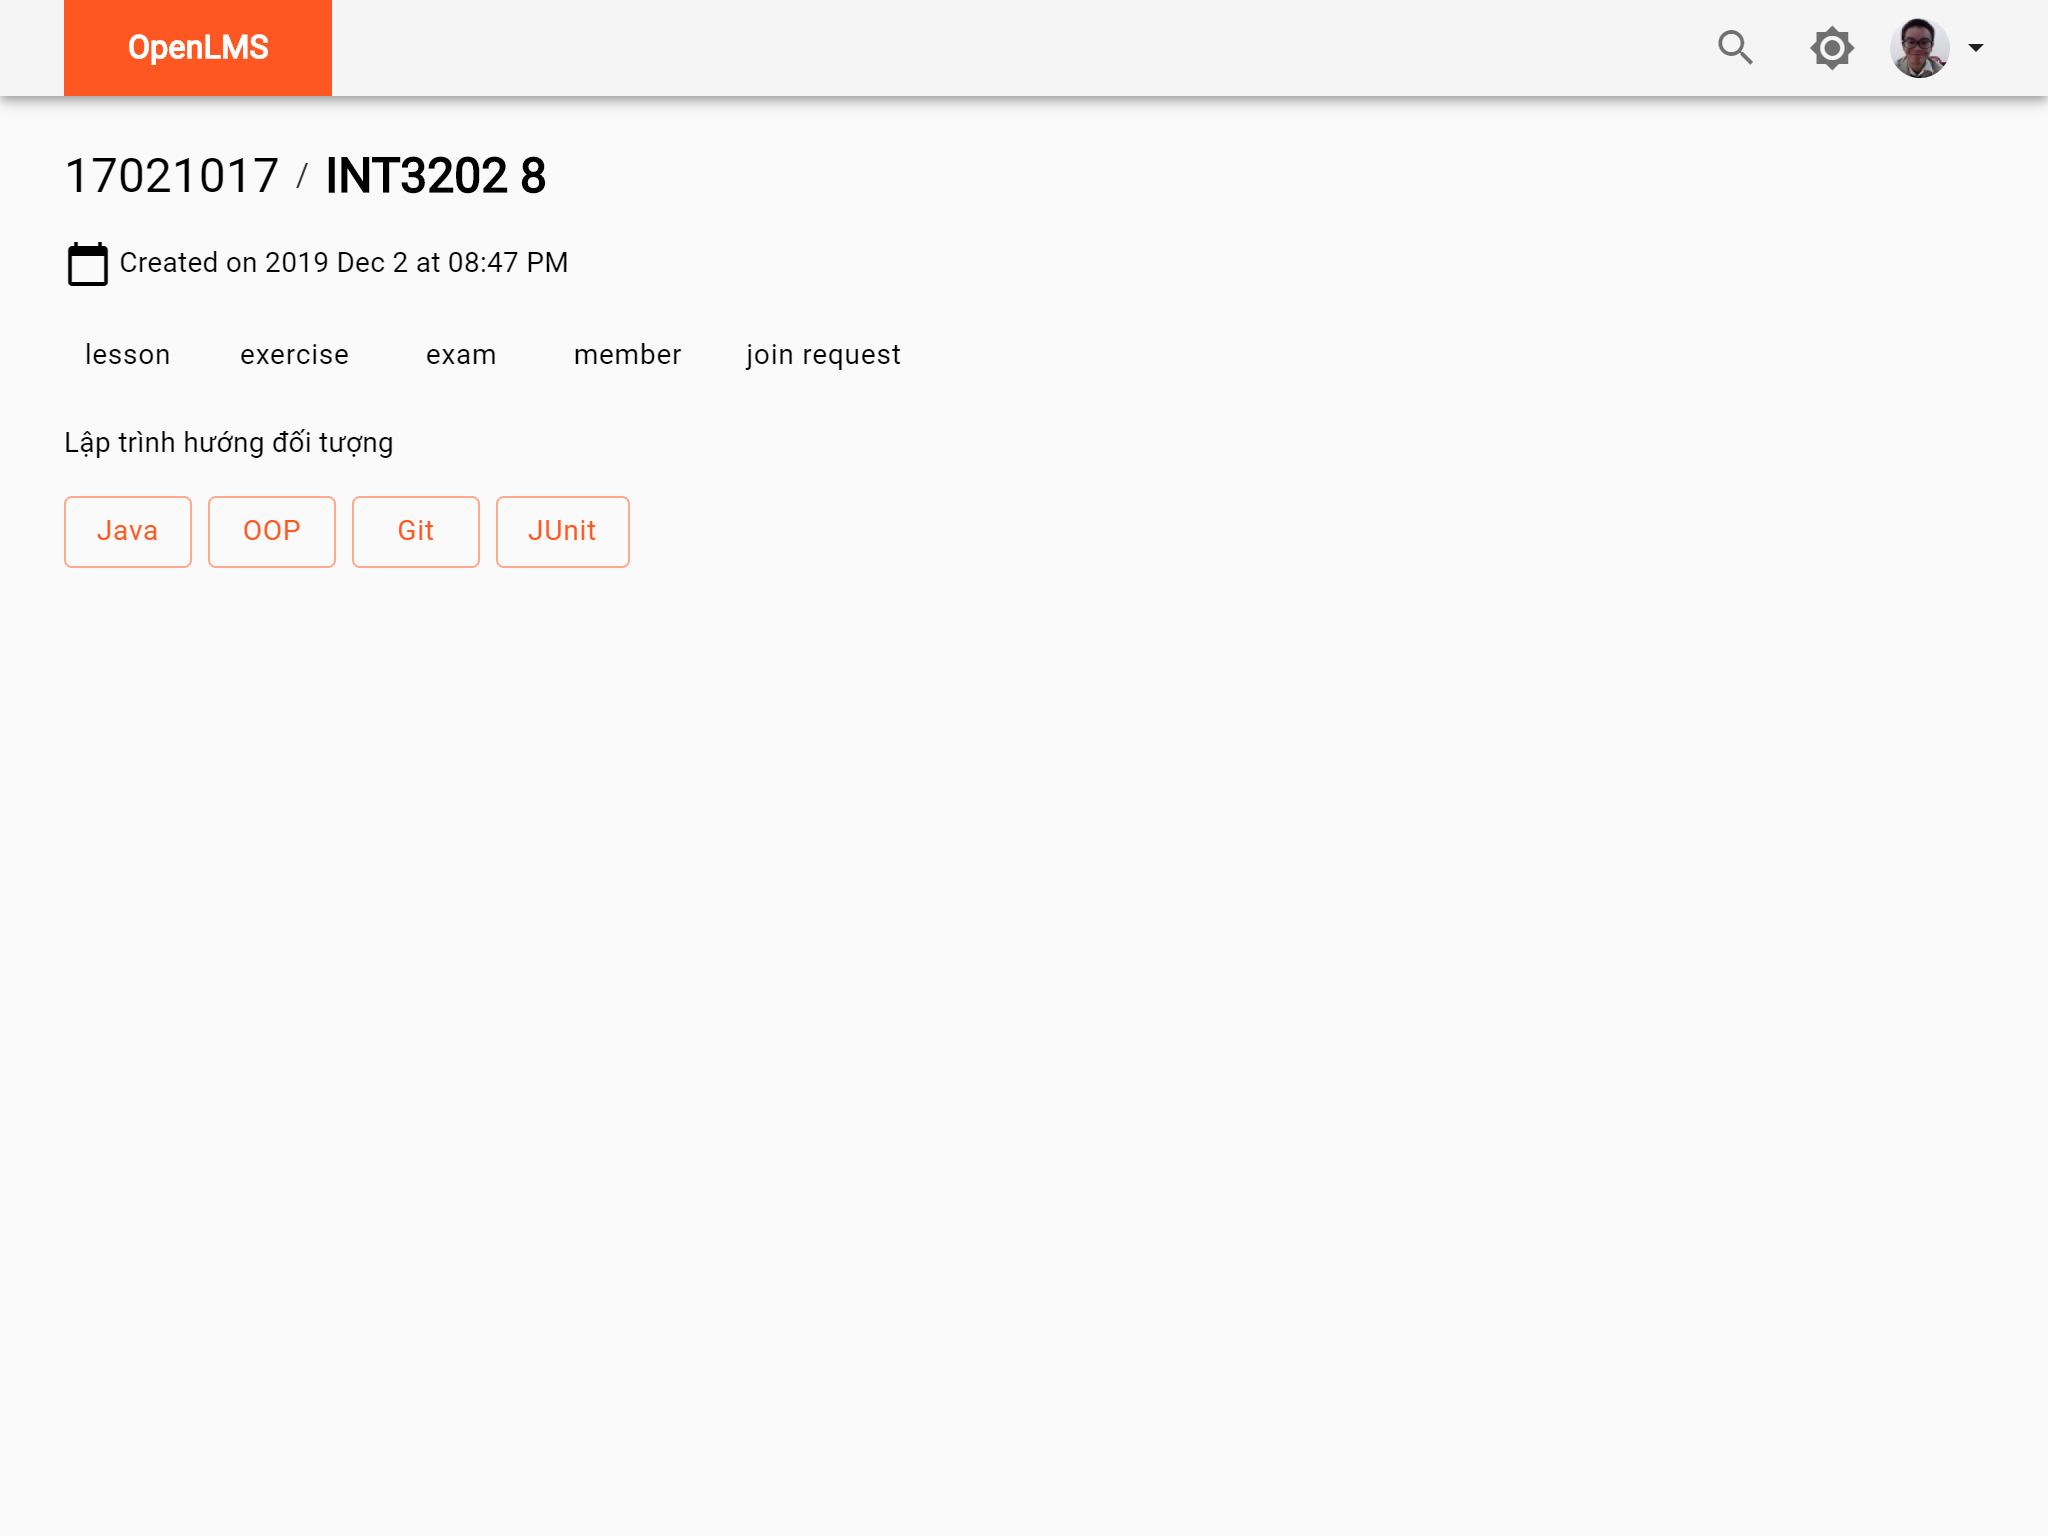 OpenLMS
17021017 / INT3202 8
Created on 2019 Dec 2 at 08:47 PM
lesson exercise exam member join request
Lập trình hướng đối tượng
Java OOP Git JUnit